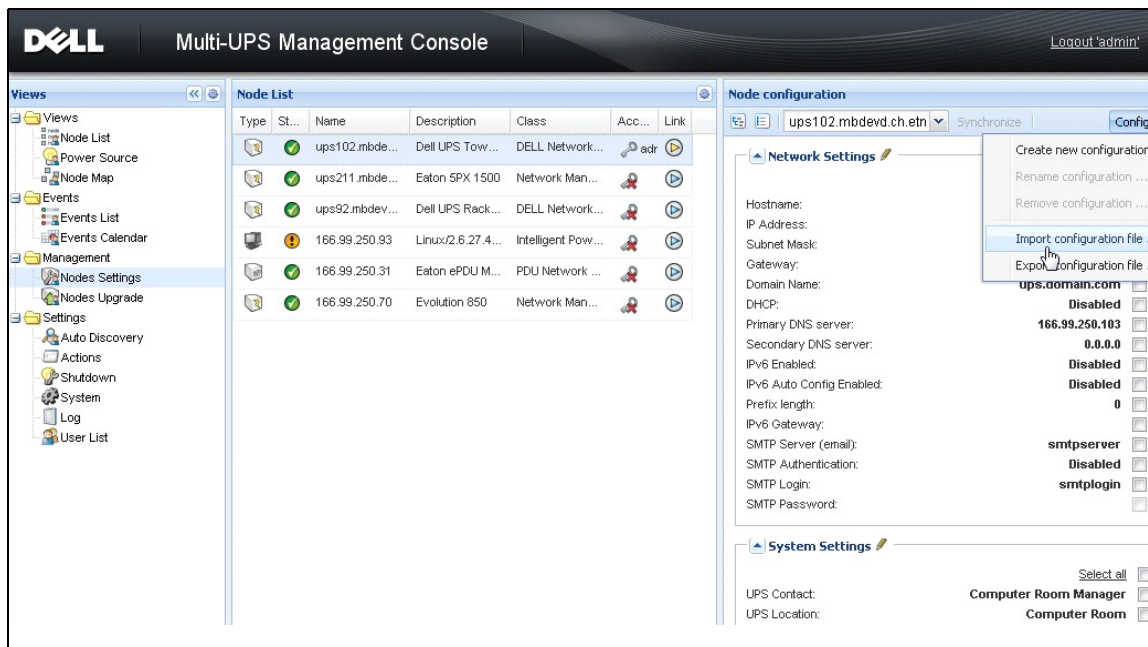 DELL Multi-UPS Management Console Logout 'admin'
Views
Views
Node List
Power Source
Node Map
Events
Events List
Events Calendar
Management
Nodes Settings
Nodes Upgrade
Settings
Auto Discovery
Actions
Shutdown
System
Log
User List
Node List
Type St... Name Description Class Acc... Link
ups102.mbde... Dell UPS Tow... DELL Network... adr
ups211.mbde... Eaton 5PX 1500 Network Man...
ups92.mbdev... Dell UPS Rack... DELL Network...
166.99.250.93 Linux/2.6.27.4... Intelligent Pow...
166.99.250.31 Eaton ePDU M... PDU Network ...
166.99.250.70 Evolution 850 Network Man...
Node configuration
ups102.mbdevd.ch.etn Synchronize Config
Create new configuration
Rename configuration ...
Remove configuration ...
Import configuration file .
Export configuration file .
Network Settings
Hostname:
IP Address:
Subnet Mask:
Gateway:
Domain Name: ups.domain.com
DHCP: Disabled
Primary DNS server: 166.99.250.103
Secondary DNS server: 0.0.0.0
IPv6 Enabled: Disabled
IPv6 Auto Config Enabled: Disabled
Prefix length: 0
IPv6 Gateway:
SMTP Server (email): smtpserver
SMTP Authentication: Disabled
SMTP Login: smtplogin
SMTP Password:
System Settings
Select all
UPS Contact: Computer Room Manager
UPS Location: Computer Room